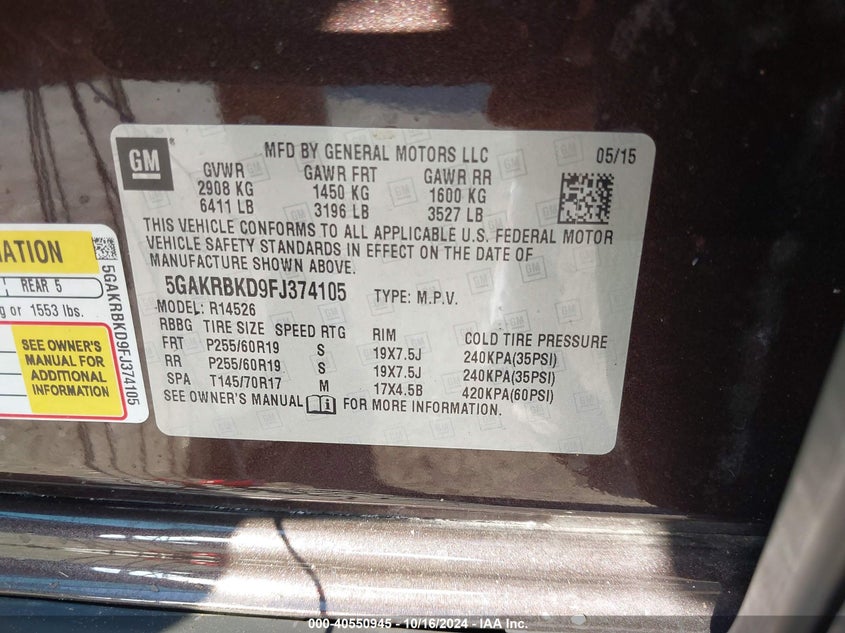 GM
MFD BY GENERAL MOTORS LLC 05/15
GVWR GAWR FRT GAWR RR
2908 KG 1450 KG 1600 KG
6411 LB 3196 LB 3527 LB
THIS VEHICLE CONFORMS TO ALL APPLICABLE U.S. FEDERAL MOTOR
VEHICLE SAFETY STANDARDS IN EFFECT ON THE DATE OF
MANUFACTURE SHOWN ABOVE.
5GAKRBKD9FJ374105 TYPE: M.P.V.
MODEL: R14526
RBBG TIRE SIZE SPEED RTG RIM COLD TIRE PRESSURE
FRT P255/60R19 S 19X7.5J 240KPA(35PSI)
RR P255/60R19 S 19X7.5J 240KPA(35PSI)
SPA T145/70R17 M 17X4.5B 420KPA(60PSI)
SEE OWNER'S MANUAL FOR MORE INFORMATION.
REAR 5
or 1553 lbs.
SEE OWNER'S
MANUAL FOR
ADDITIONAL
INFORMATION
5GAKRBKD9FJ374105
000-40550945 - 10/16/2024 - IAA Inc.